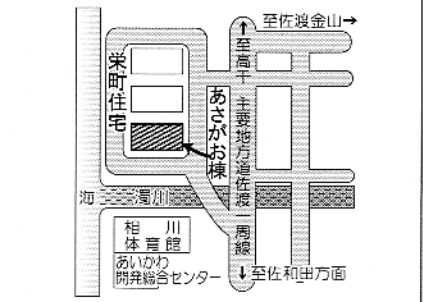 至佐渡金山→
↑至高千
主要地方道佐渡一周線
↓至佐和田方面
栄町住宅
あさがお棟
海
濁川
相川
体育館
あいかわ
開発総合センター